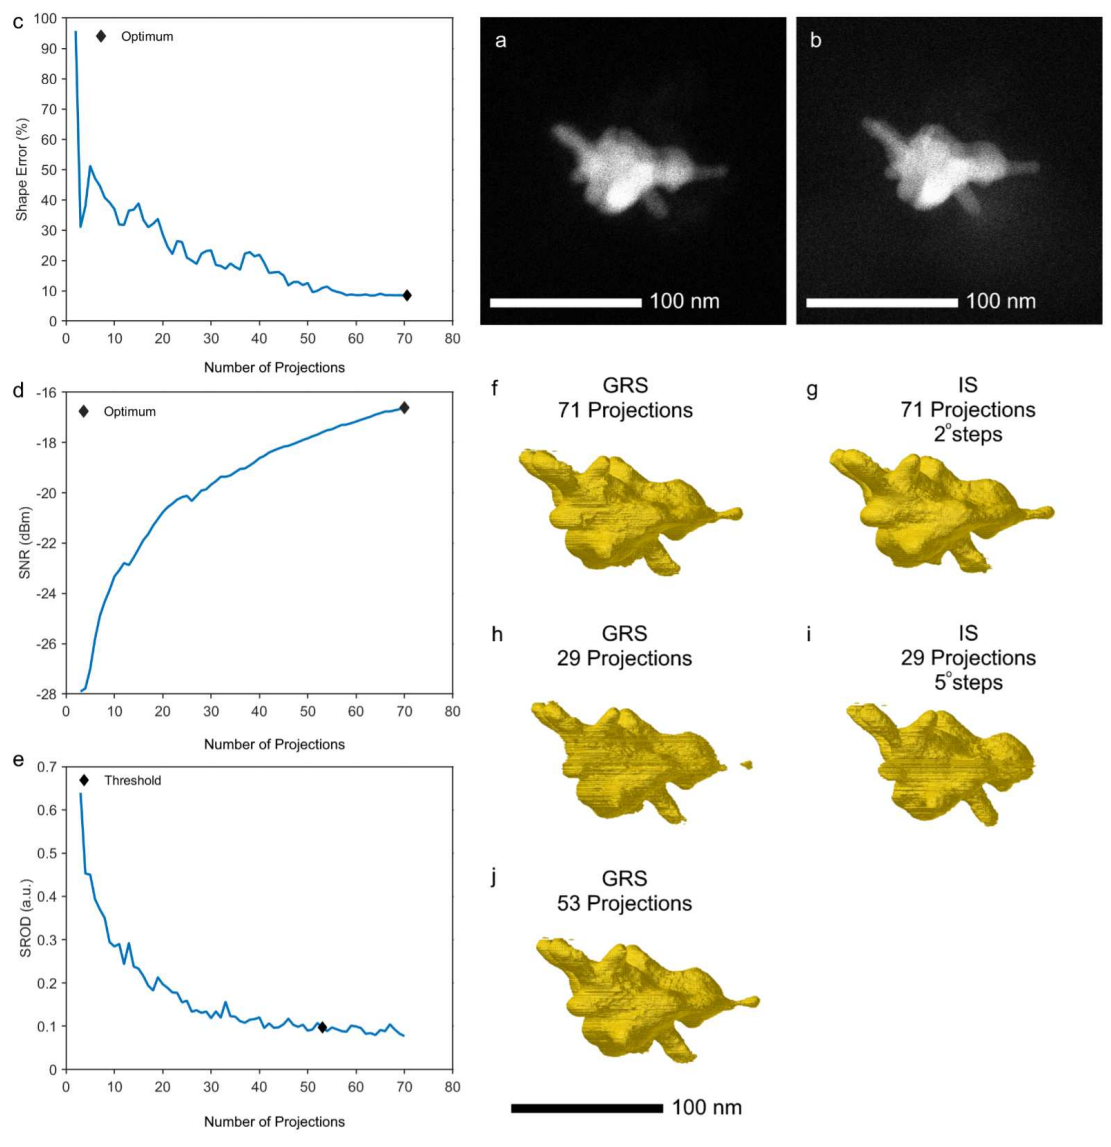 c
100
90
80
70
60
50
40
30
20
10
0
Shape Error (%)
Optimum
0 10 20 30 40 50 60 70 80
Number of Projections
a
100 nm
b
100 nm
d
-16
-18
-20
-22
-24
-26
-28
SNR (dBm)
Optimum
0 10 20 30 40 50 60 70 80
Number of Projections
e
0.7
0.6
0.5
0.4
0.3
0.2
0.1
0
SROD (a.u.)
Threshold
0 10 20 30 40 50 60 70 80
Number of Projections
f
GRS
71 Projections
g
IS
71 Projections
2°steps
h
GRS
29 Projections
i
IS
29 Projections
5°steps
j
GRS
53 Projections
100 nm